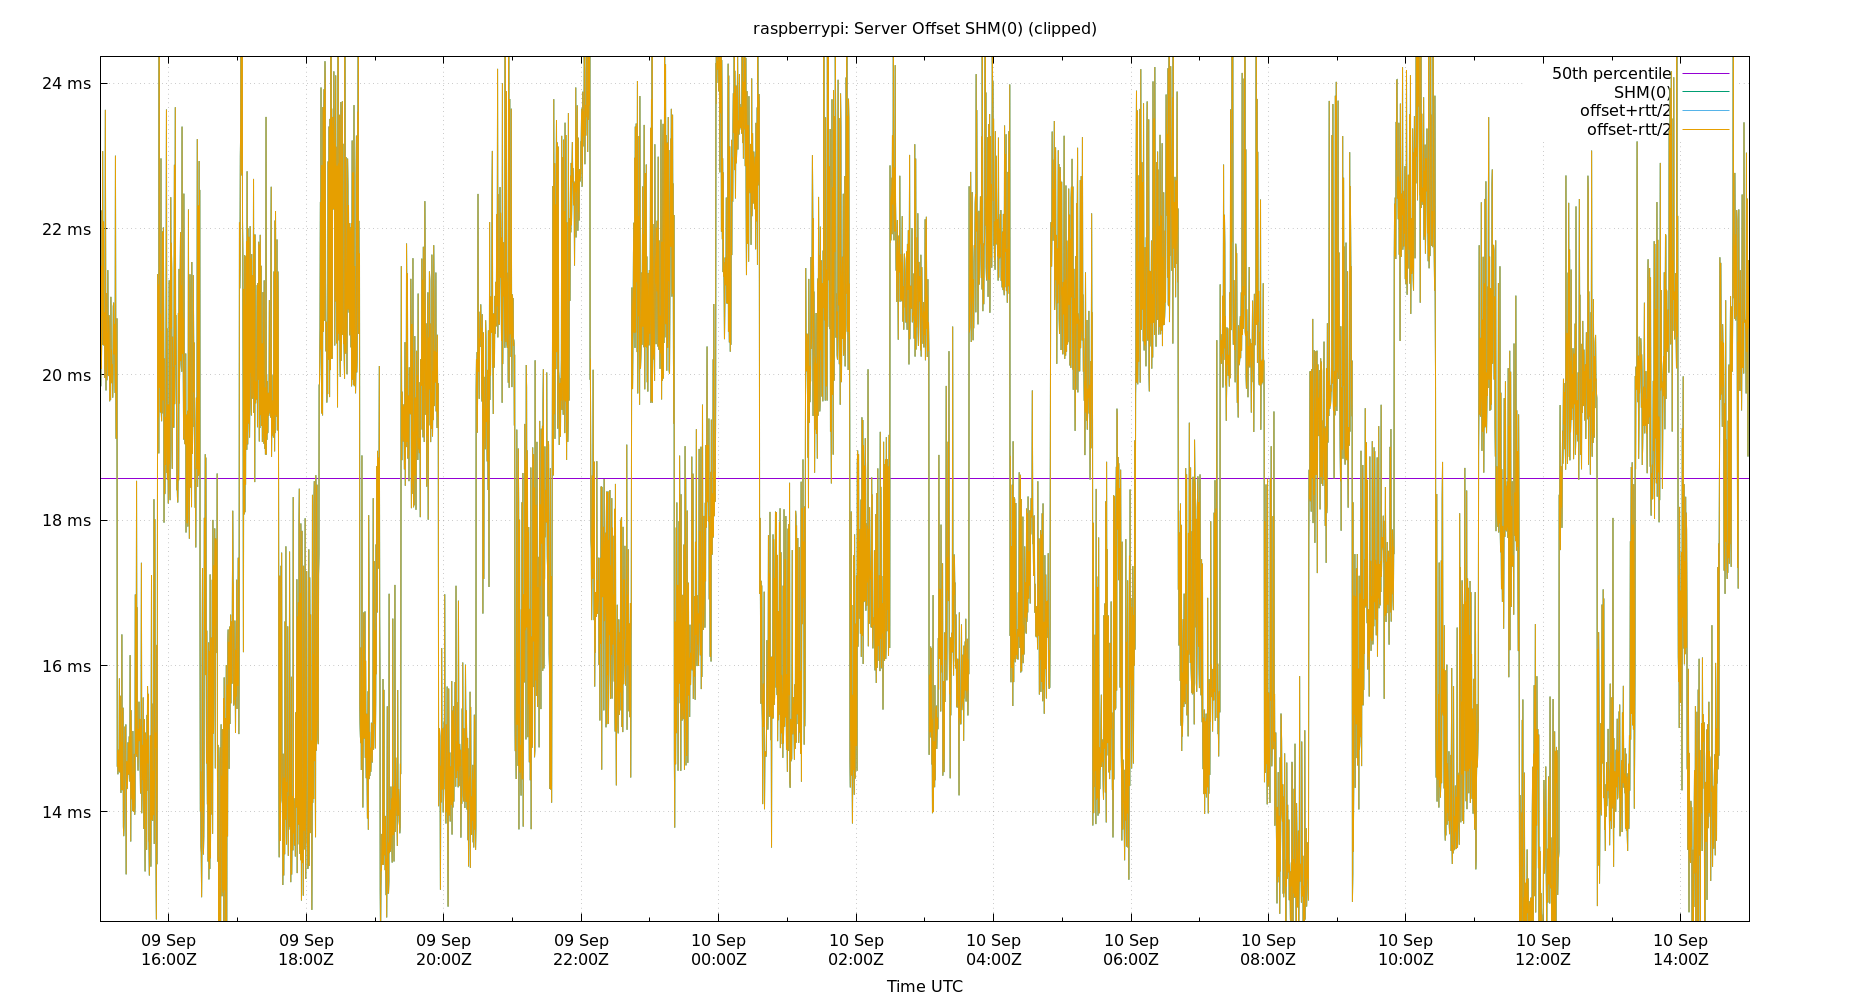 raspberrypi: Server Offset SHM(0) (clipped)
50th percentile
SHM(0)
offset+rtt/2
offset-rtt/2
24 ms
22 ms
20 ms
18 ms
16 ms
14 ms
09 Sep 09 Sep 09 Sep 09 Sep 10 Sep 10 Sep 10 Sep 10 Sep 10 Sep 10 Sep 10 Sep 10 Sep
16:00Z 18:00Z 20:00Z 22:00Z 00:00Z 02:00Z 04:00Z 06:00Z 08:00Z 10:00Z 12:00Z 14:00Z
Time UTC